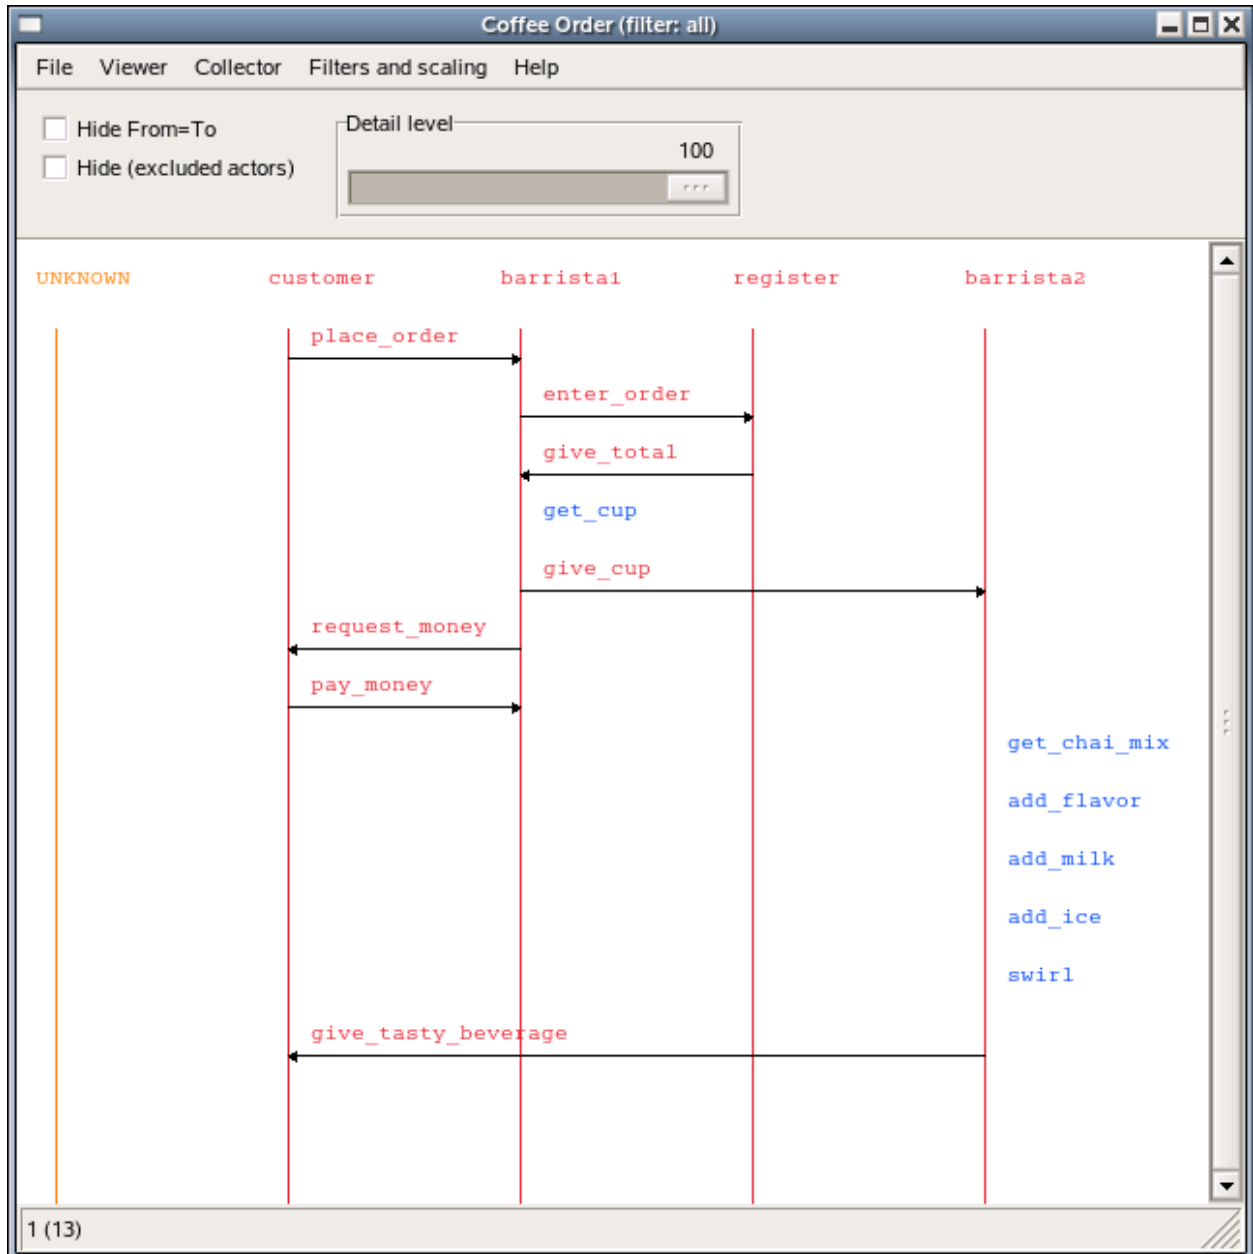 Coffee Order (filter: all)
File Viewer Collector Filters and scaling Help
Hide From=To
Hide (excluded actors)
Detail level
100
UNKNOWN customer barrista1 register barrista2
place_order
enter_order
give_total
get_cup
give_cup
request_money
pay_money
get_chai_mix
add_flavor
add_milk
add_ice
swirl
give_tasty_beverage
1 (13)